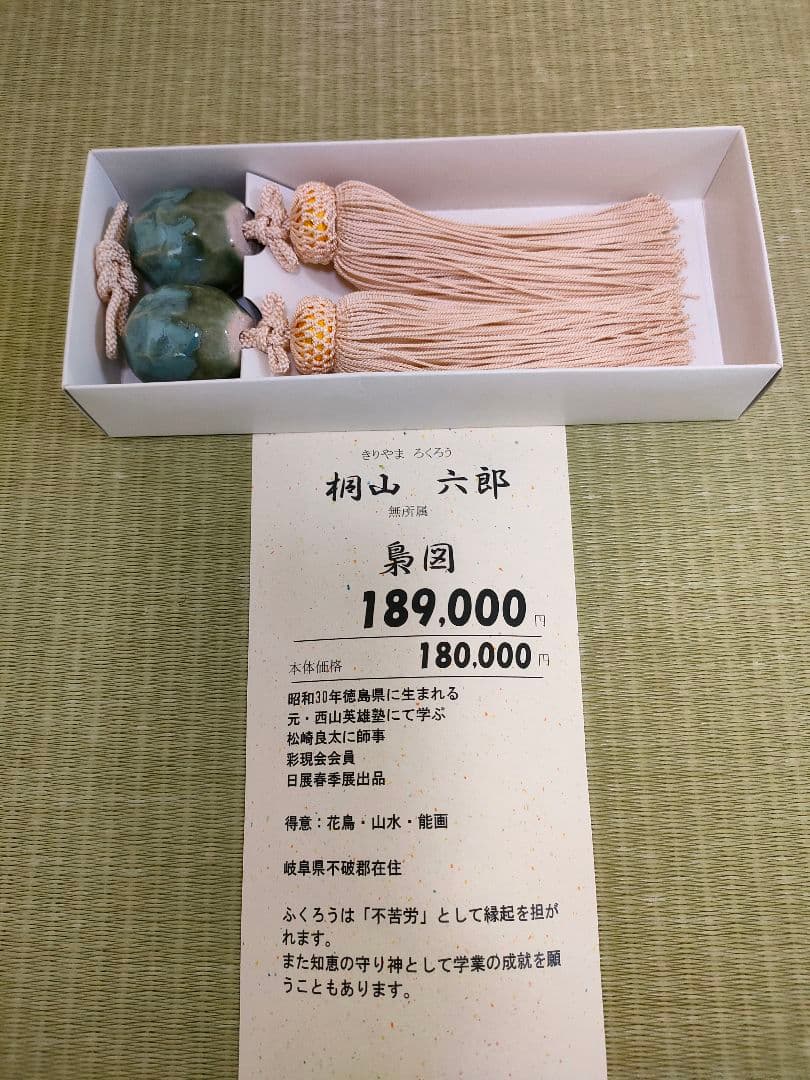 きりやま ろくろう
桐山 六郎
無所属
梟図
189,000円
本体価格 180,000円
昭和30年徳島県に生まれる
元・西山英雄塾にて学ぶ
松崎良太に師事
彩現会会員
日展春季展出品
得意：花鳥・山水・能画
岐阜県不破郡在住
ふくろうは「不苦労」として縁起を担が
れます。
また知恵の守り神として学業の成就を願
うこともあります。